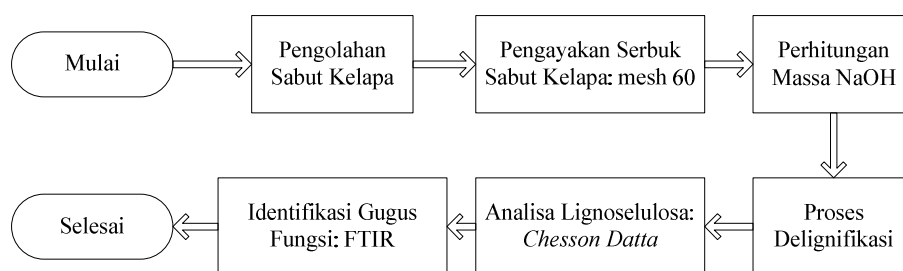 Mulai
Pengolahan
Sabut Kelapa
Pengayakan Serbuk
Sabut Kelapa: mesh 60
Perhitungan
Massa NaOH
Proses
Delignifikasi
Analisa Lignoselulosa:
Chesson Datta
Identifikasi Gugus
Fungsi: FTIR
Selesai